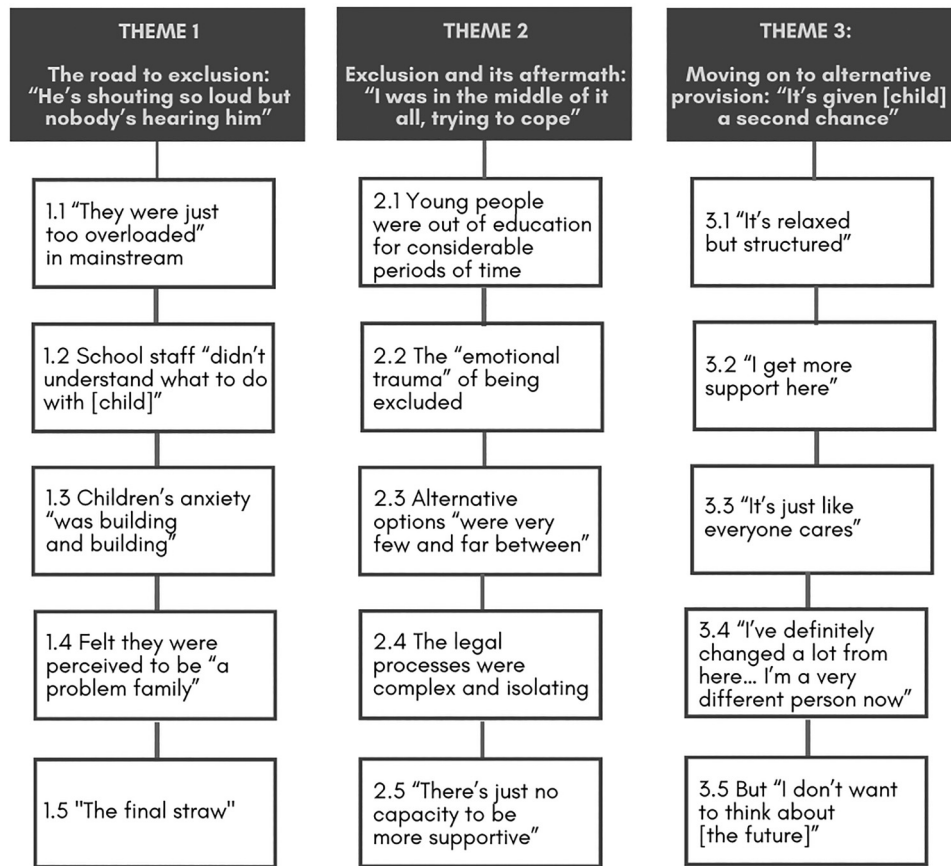 THEME 1
The road to exclusion:
“He’s shouting so loud but
nobody’s hearing him”
1.1 “They were just
too overloaded”
in mainstream
1.2 School staff “didn’t
understand what to do
with [child]”
1.3 Children’s anxiety
“was building
and building”
1.4 Felt they were
perceived to be “a
problem family”
1.5 "The final straw"
THEME 2
Exclusion and its aftermath:
“I was in the middle of it
all, trying to cope”
2.1 Young people
were out of education
for considerable
periods of time
2.2 The “emotional
trauma” of being
excluded
2.3 Alternative
options “were very
few and far between”
2.4 The legal
processes were
complex and isolating
2.5 “There’s just no
capacity to be
more supportive”
THEME 3:
Moving on to alternative
provision: “It’s given [child]
a second chance”
3.1 “It’s relaxed
but structured”
3.2 “I get more
support here”
3.3 “It’s just like
everyone cares”
3.4 “I’ve definitely
changed a lot from
here... I’m a very
different person now”
3.5 But “I don’t want
to think about
[the future]”